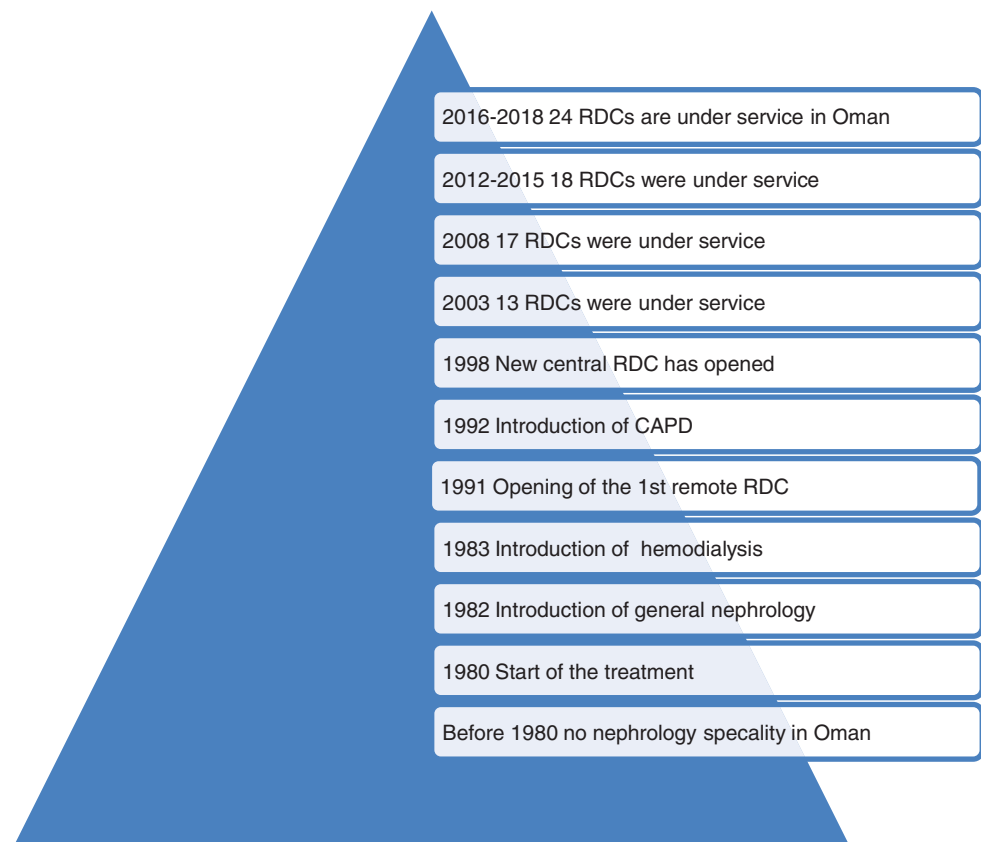 2016-2018 24 RDCs are under service in Oman
2012-2015 18 RDCs were under service
2008 17 RDCs were under service
2003 13 RDCs were under service
1998 New central RDC has opened
1992 Introduction of CAPD
1991 Opening of the 1st remote RDC
1983 Introduction of  hemodialysis
1982 Introduction of general nephrology
1980 Start of the treatment
Before 1980 no nephrology specality in Oman